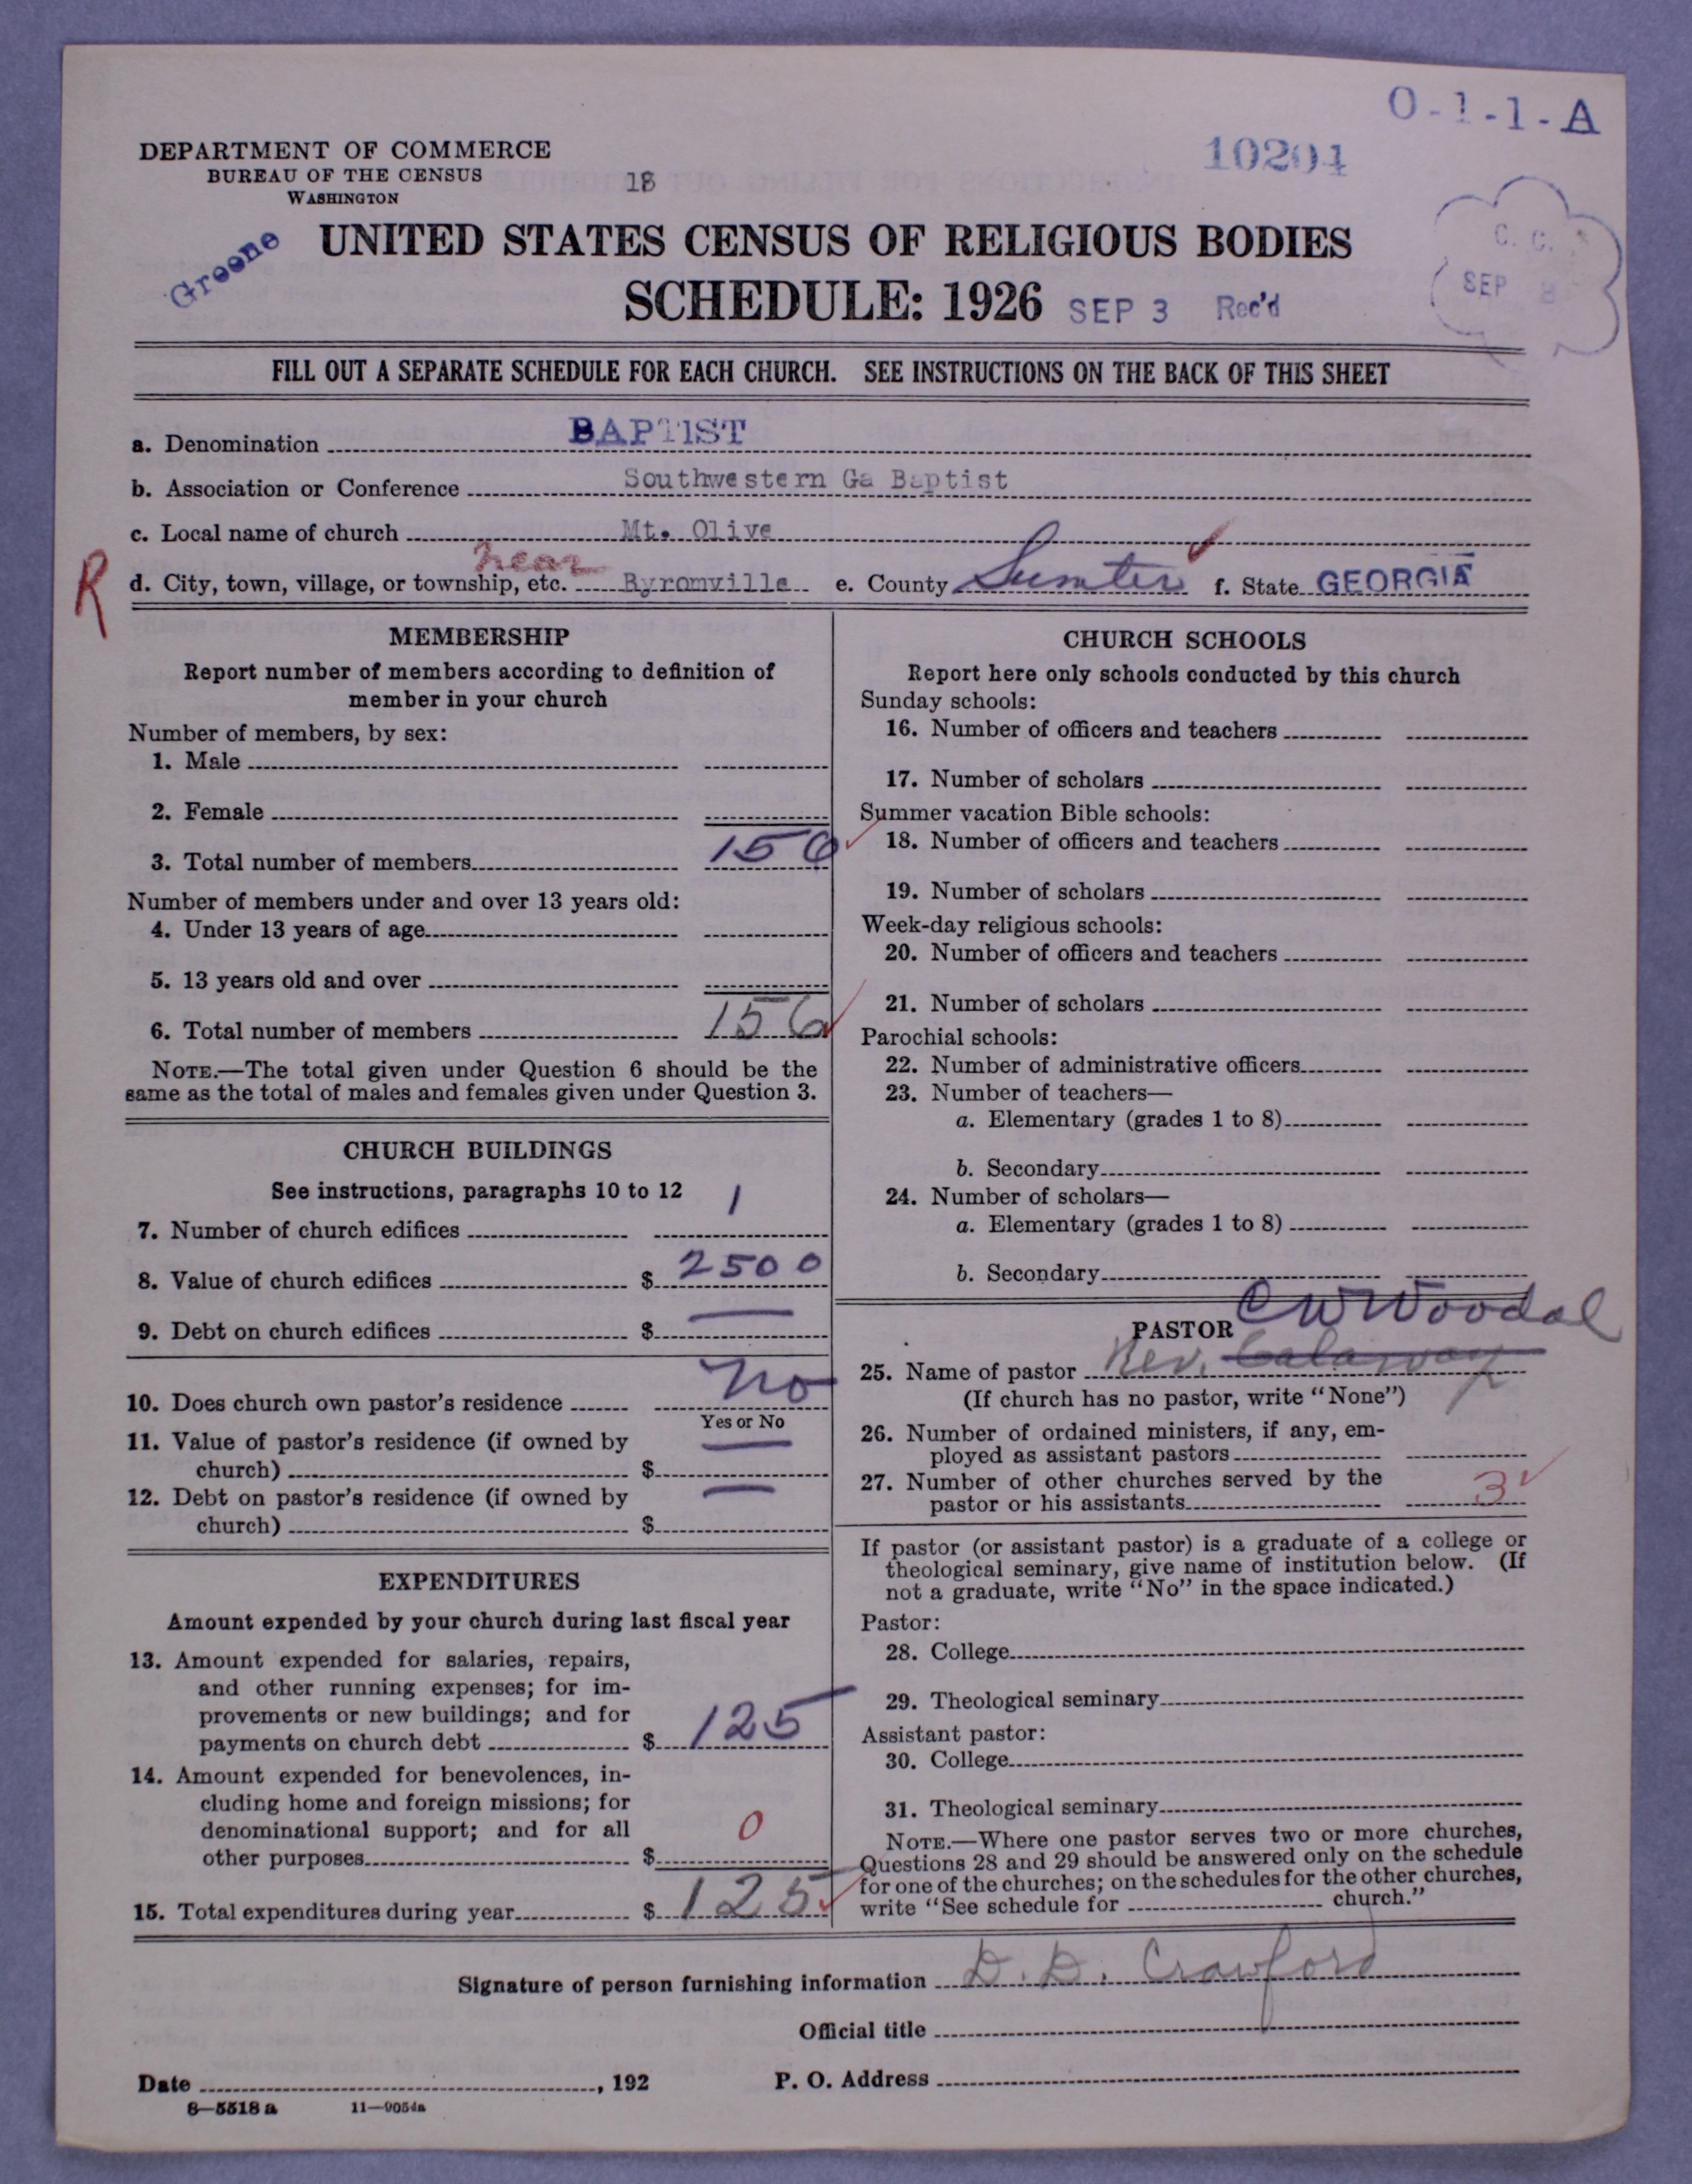 O-1-1-A
DEPARTMENT OF COMMERCE
BUREAU OF THE CENSUS
WASHINGTON
18
10204
Greene
UNITED STATES CENSUS OF RELIGIOUS BODIES
SCHEDULE: 1926 SEP 3 Rec'd
C. C.
SEP 8
FILL OUT A SEPARATE SCHEDULE FOR EACH CHURCH. SEE INSTRUCTIONS ON THE BACK OF THIS SHEET
a. Denomination BAPTIST
b. Association or Conference Southwestern Ga Baptist
c. Local name of church Mt. Olive
R d. City, town, village, or township, etc. near Byromville e. County Sumter f. State GEORGIA
MEMBERSHIP
Report number of members according to definition of
member in your church
Number of members, by sex:
1. Male
2. Female
3. Total number of members 156
Number of members under and over 13 years old:
4. Under 13 years of age
5. 13 years old and over
6. Total number of members 156
NOTE.—The total given under Question 6 should be the
same as the total of males and females given under Question 3.
CHURCH BUILDINGS
See instructions, paragraphs 10 to 12
7. Number of church edifices 1
8. Value of church edifices $ 2500
9. Debt on church edifices $ —
10. Does church own pastor's residence No
Yes or No
11. Value of pastor's residence (if owned by
church) $ —
12. Debt on pastor's residence (if owned by
church) $ —
EXPENDITURES
Amount expended by your church during last fiscal year
13. Amount expended for salaries, repairs,
and other running expenses; for im-
provements or new buildings; and for
payments on church debt $ 125
14. Amount expended for benevolences, in-
cluding home and foreign missions; for
denominational support; and for all
other purposes $ 0
15. Total expenditures during year $ 125
CHURCH SCHOOLS
Report here only schools conducted by this church
Sunday schools:
16. Number of officers and teachers
17. Number of scholars
Summer vacation Bible schools:
18. Number of officers and teachers
19. Number of scholars
Week-day religious schools:
20. Number of officers and teachers
21. Number of scholars
Parochial schools:
22. Number of administrative officers
23. Number of teachers—
a. Elementary (grades 1 to 8)
b. Secondary
24. Number of scholars—
a. Elementary (grades 1 to 8)
b. Secondary
PASTOR C W Woodal
25. Name of pastor Rev. Calaway
(If church has no pastor, write "None")
26. Number of ordained ministers, if any, em-
ployed as assistant pastors
27. Number of other churches served by the
pastor or his assistants 3
If pastor (or assistant pastor) is a graduate of a college or
theological seminary, give name of institution below. (If
not a graduate, write "No" in the space indicated.)
Pastor:
28. College
29. Theological seminary
Assistant pastor:
30. College
31. Theological seminary
NOTE.—Where one pastor serves two or more churches,
Questions 28 and 29 should be answered only on the schedule
for one of the churches; on the schedules for the other churches,
write "See schedule for church."
Signature of person furnishing information D. D. Crawford
Official title
Date , 192 P. O. Address
8—5518 a 11—9054a